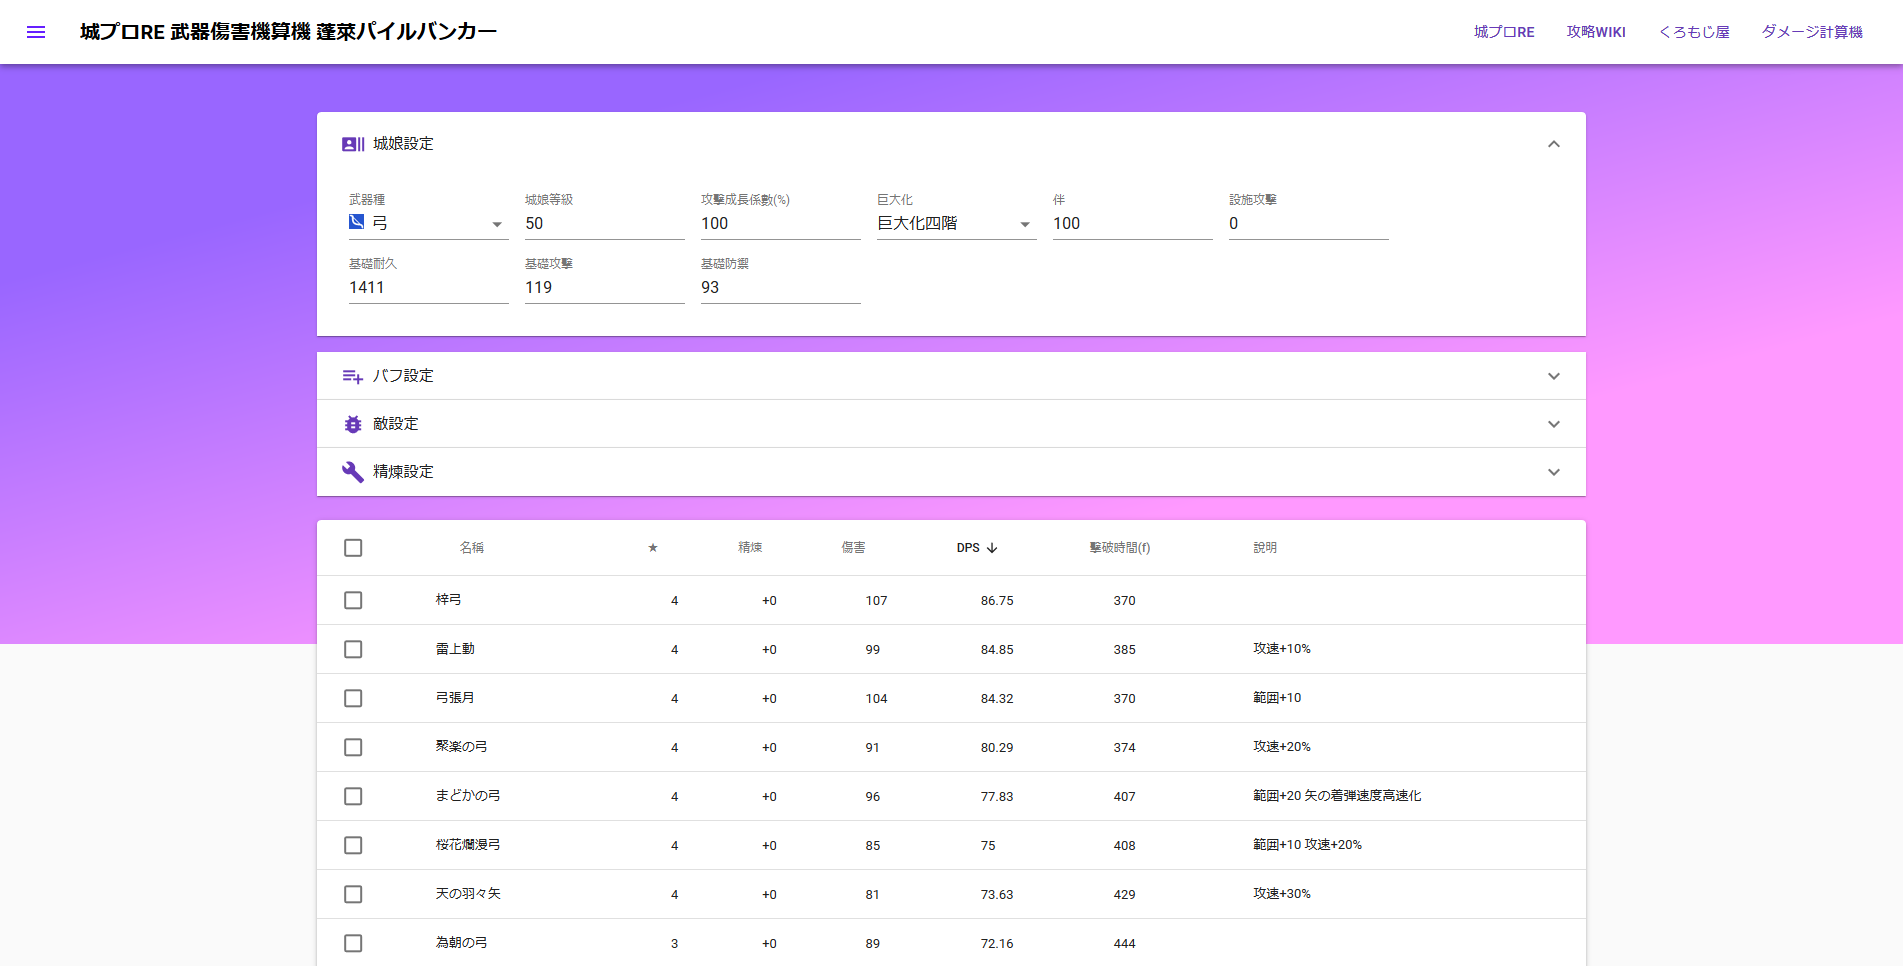 城プロRE 武器傷害機算機 蓬萊パイルバンカー
城プロRE 攻略WIKI くろもじ屋 ダメージ計算機
城娘設定
武器種 城娘等級 攻擊成長係數(%) 巨大化 伴 設施攻擊
弓 50 100 巨大化四階 100 0
基礎耐久 基礎攻擊 基礎防禦
1411 119 93
バフ設定
敵設定
精煉設定
名稱 ★ 精煉 傷害 DPS 擊破時間(f) 說明
梓弓 4 +0 107 86.75 370
雷上動 4 +0 99 84.85 385 攻速+10%
弓張月 4 +0 104 84.32 370 範囲+10
聚楽の弓 4 +0 91 80.29 374 攻速+20%
まどかの弓 4 +0 96 77.83 407 範囲+20 矢の着弾速度高速化
桜花爛漫弓 4 +0 85 75 408 範囲+10 攻速+20%
天の羽々矢 4 +0 81 73.63 429 攻速+30%
為朝の弓 3 +0 89 72.16 444